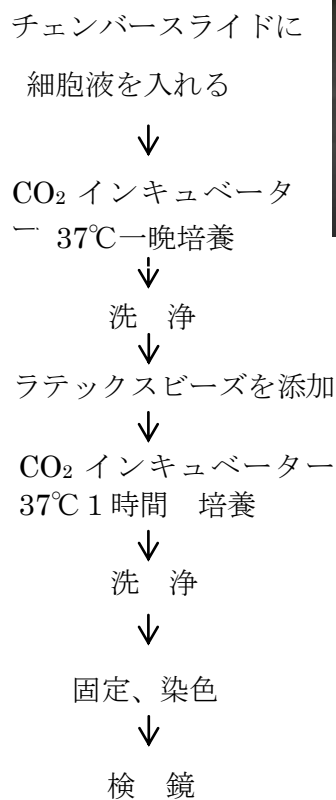 チェンバースライドに
細胞液を入れる
CO₂ インキュベータ
ー 37℃一晩培養
洗　浄
ラテックスビーズを添加
CO₂ インキュベーター
37℃１時間　培養
洗　浄
固定、染色
検　鏡